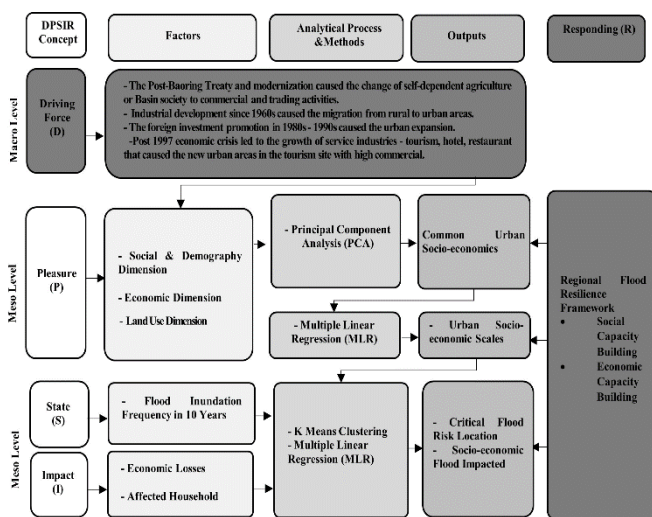 DPSIR
Concept
Factors
Analytical Process
&Methods
Outputs
Responding (R)
Macro Level
Driving
Force
(D)
- The Post-Baoring Treaty and modernization caused the change of self-dependent agriculture
or Basin society to commercial and trading activities.
- Industrial development since 1960s caused the migration from rural to urban areas.
- The foreign investment promotion in 1980s - 1990s caused the urban expansion.
-Post 1997 economic crisis led to the growth of service industries - tourism, hotel, restaurant
that caused the new urban areas in the tourism site with high commercial.
Meso Level
Pleasure
(P)
- Social & Demography
Dimension
- Economic Dimension
- Land Use Dimension
- Principal Component
Analysis (PCA)
Common Urban
Socio-economics
- Multiple Linear
Regression (MLR)
- Urban Socio-
economic Scales
Regional Flood
Resilience
Framework
• Social
Capacity
Building
• Economic
Capacity
Building
Meso Level
State
(S)
- Flood Inundation
Frequency in 10 Years
- K Means Clustering
- Multiple Linear
Regression (MLR)
- Critical Flood
Risk Location
- Socio-economic
Flood Impacted
Impact
(I)
- Economic Losses
- Affected Household